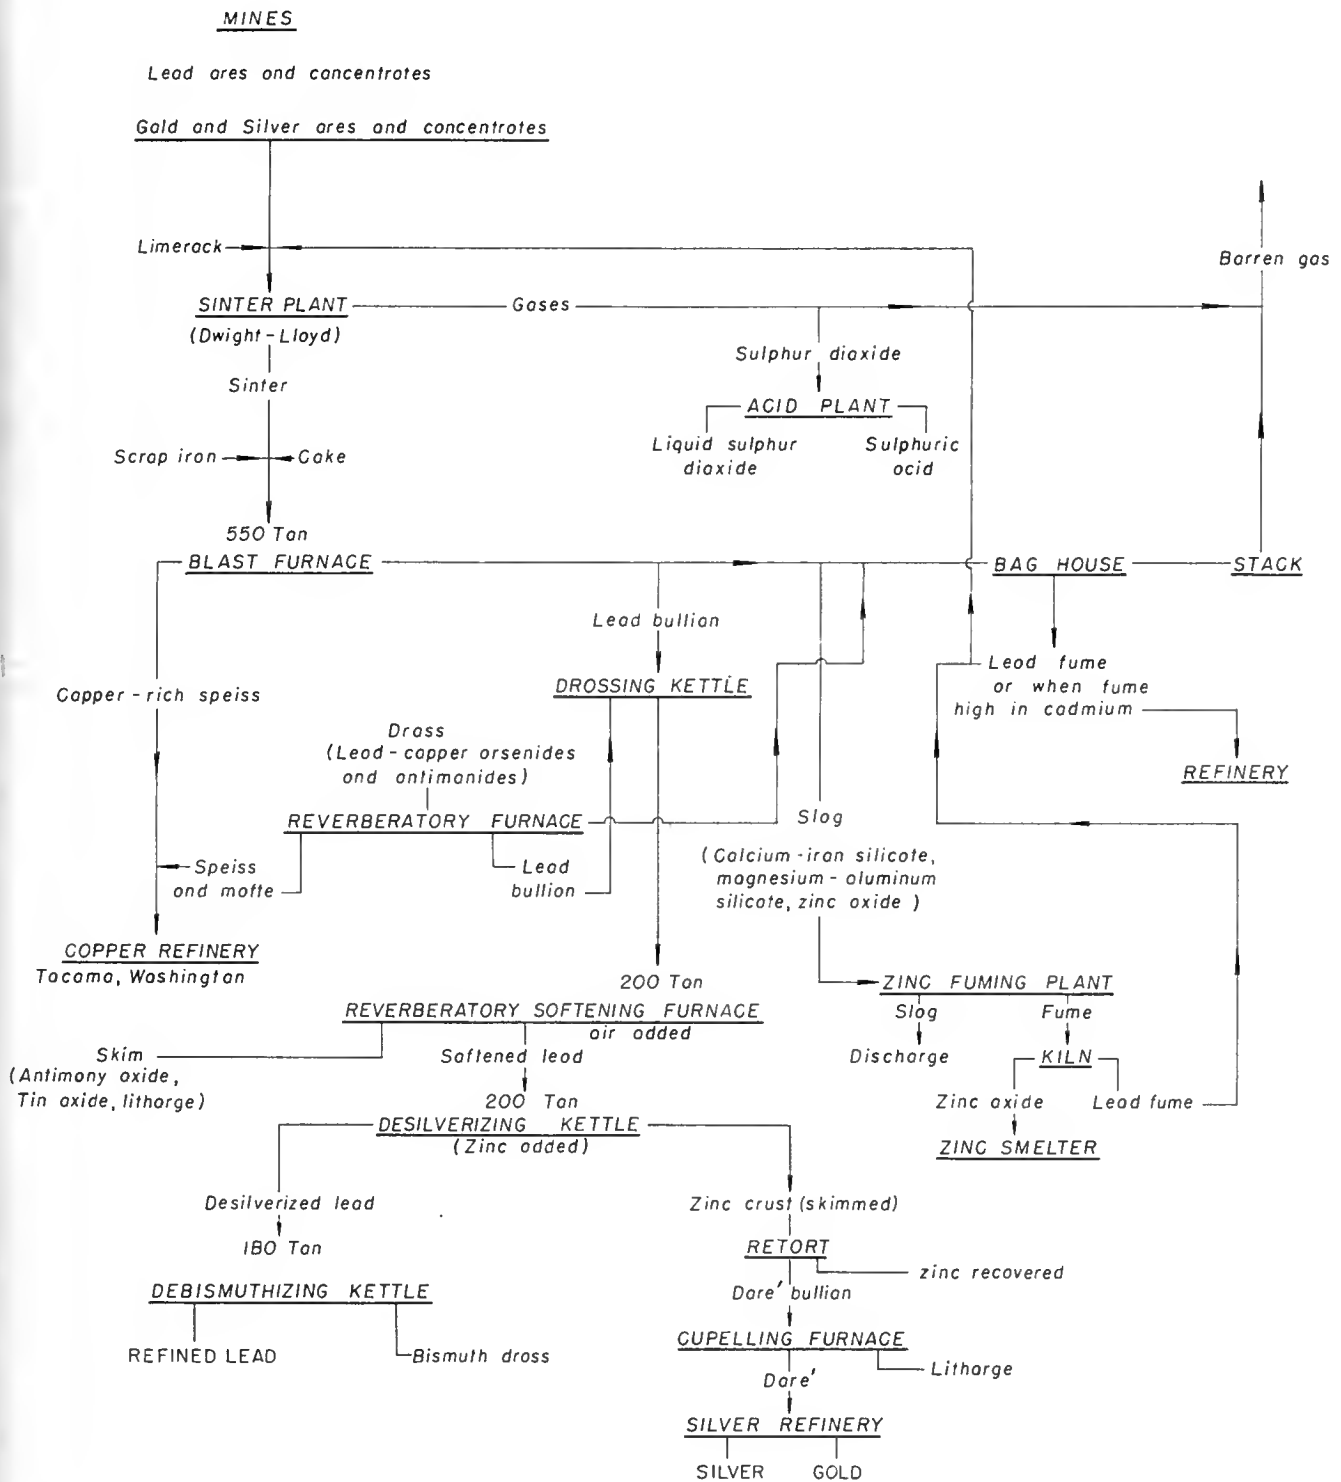 MINES
Lead ores and concentrates
Gold and Silver ores and concentrates
Limerock
Barren gas
SINTER PLANT
Gases
(Dwight-Lloyd)
Sulphur dioxide
Sinter
ACID PLANT
Liquid sulphur
dioxide
Sulphuric
acid
Scrap iron
Coke
550 Ton
BLAST FURNACE
BAG HOUSE
STACK
Lead bullion
Lead fume
or when fume
high in cadmium
DROSSING KETTLE
Copper-rich speiss
Dross
(Lead-copper arsenides
and antimonides)
REFINERY
REVERBERATORY FURNACE
Slag
(Calcium-iron silicate,
magnesium-aluminum
silicate, zinc oxide)
Speiss
and matte
Lead
bullion
COPPER REFINERY
Tacoma, Washington
200 Ton
REVERBERATORY SOFTENING FURNACE
air added
ZINC FUMING PLANT
Slag
Fume
Skim
(Antimony oxide,
Tin oxide, litharge)
Softened lead
Discharge
KILN
200 Ton
Zinc oxide
Lead fume
DESILVERIZING KETTLE
(Zinc added)
ZINC SMELTER
Desilverized lead
Zinc crust (skimmed)
180 Ton
RETORT
zinc recovered
DEBISMUTHIZING KETTLE
Dore' bullion
CUPELLING FURNACE
REFINED LEAD
Bismuth dross
Litharge
Dore'
SILVER REFINERY
SILVER
GOLD